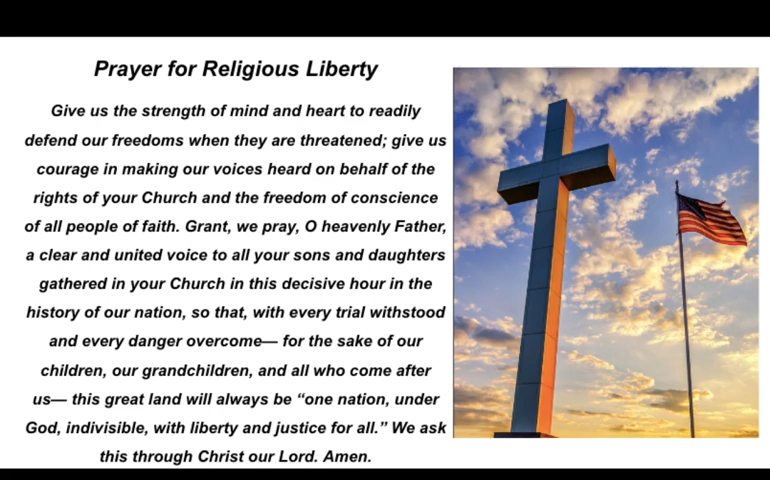 Prayer for Religious Liberty
Give us the strength of mind and heart to readily
defend our freedoms when they are threatened; give us
courage in making our voices heard on behalf of the
rights of your Church and the freedom of conscience
of all people of faith. Grant, we pray, O heavenly Father,
a clear and united voice to all your sons and daughters
gathered in your Church in this decisive hour in the
history of our nation, so that, with every trial withstood
and every danger overcome— for the sake of our
children, our grandchildren, and all who come after
us— this great land will always be “one nation, under
God, indivisible, with liberty and justice for all.” We ask
this through Christ our Lord. Amen.